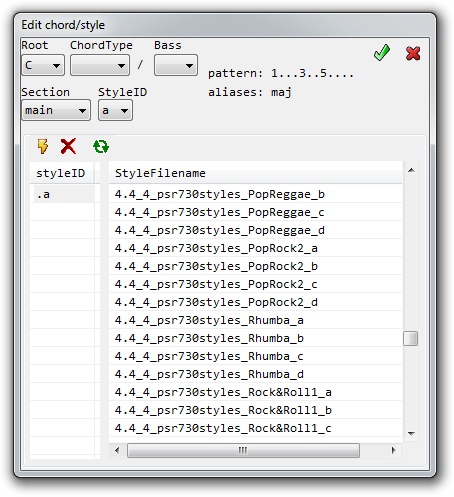 Edit chord/style
Root ChordType Bass
C /
pattern: 1...3..5....
aliases: maj
Section StyleID
main a
styleID StyleFilename
.a 4.4_4_psr730styles_PopReggae_b
4.4_4_psr730styles_PopReggae_c
4.4_4_psr730styles_PopReggae_d
4.4_4_psr730styles_PopRock2_a
4.4_4_psr730styles_PopRock2_b
4.4_4_psr730styles_PopRock2_c
4.4_4_psr730styles_PopRock2_d
4.4_4_psr730styles_Rhumba_a
4.4_4_psr730styles_Rhumba_b
4.4_4_psr730styles_Rhumba_c
4.4_4_psr730styles_Rhumba_d
4.4_4_psr730styles_Rock&Roll1_a
4.4_4_psr730styles_Rock&Roll1_b
4.4_4_psr730styles_Rock&Roll1_c